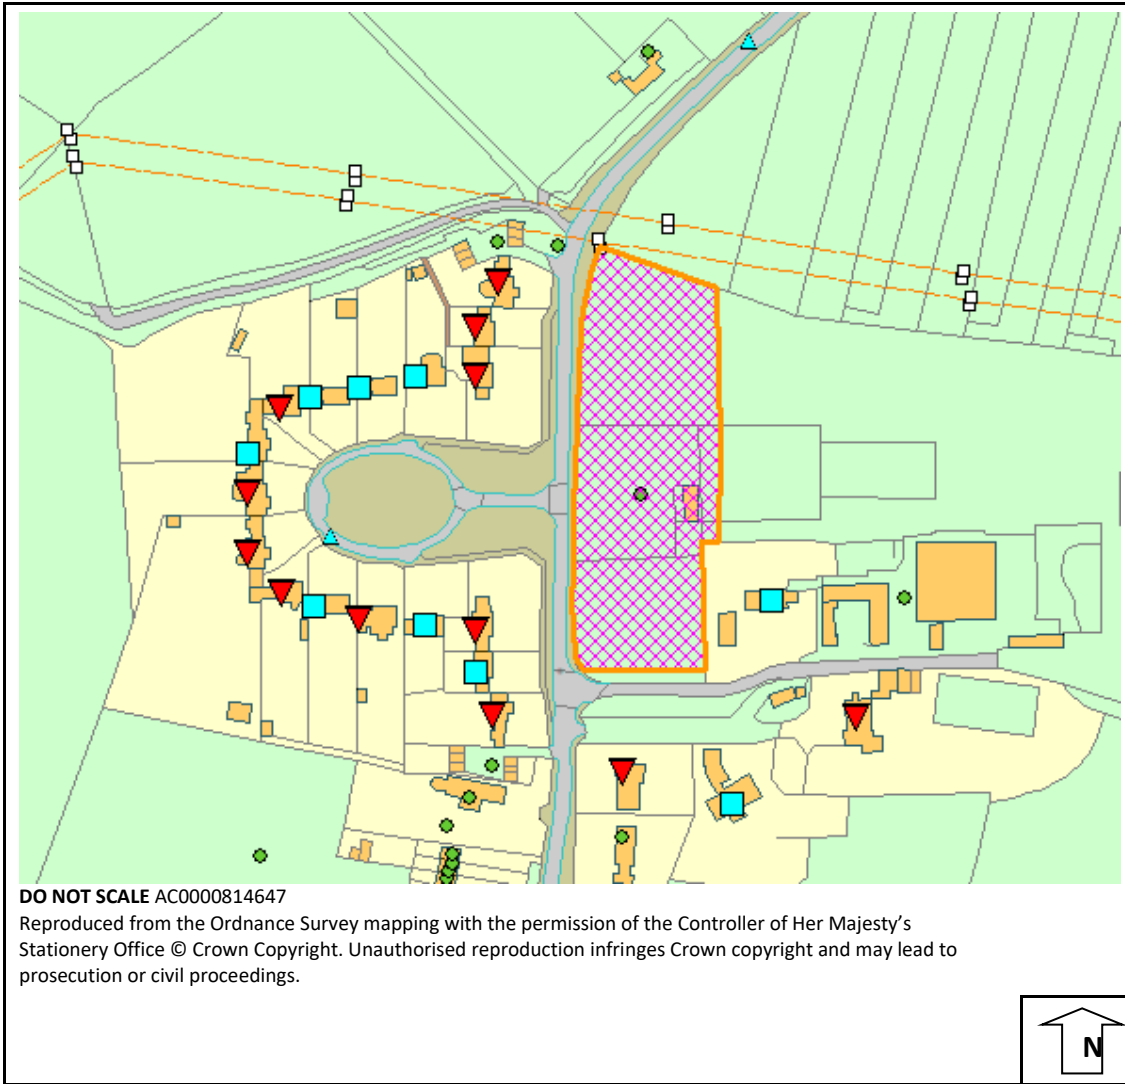 DO NOT SCALE AC0000814647
Reproduced from the Ordnance Survey mapping with the permission of the Controller of Her Majesty's
Stationery Office © Crown Copyright. Unauthorised reproduction infringes Crown copyright and may lead to
prosecution or civil proceedings.
N